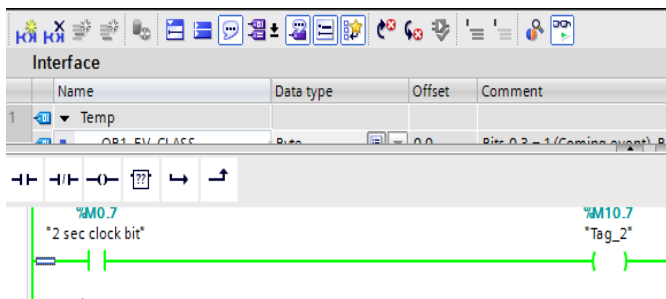 Interface
Name Data type Offset Comment
1 Temp
OB1_EV_CLASS Byte 0.0 Bits 0-3 = 1 (Coming event), B
??
%M0.7 %M10.7
"2 sec clock bit" "Tag_2"